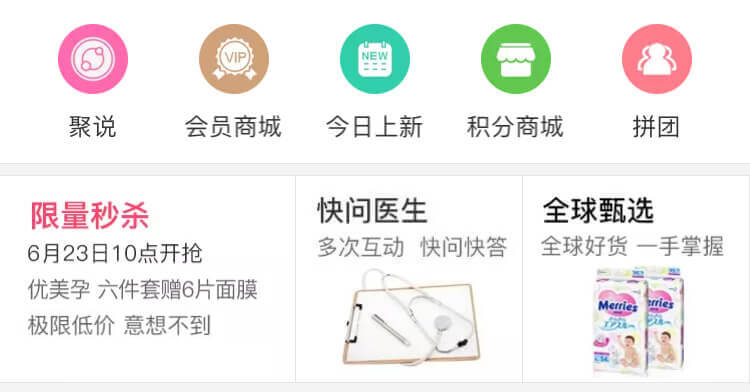 VIP
NEW
聚说
会员商城
今日上新
积分商城
拼团
限量秒杀
6月23日10点开抢
优美孕 六件套赠6片面膜
极限低价 意想不到
快问医生
多次互动 快问快答
全球甄选
全球好货 一手掌握
Merries